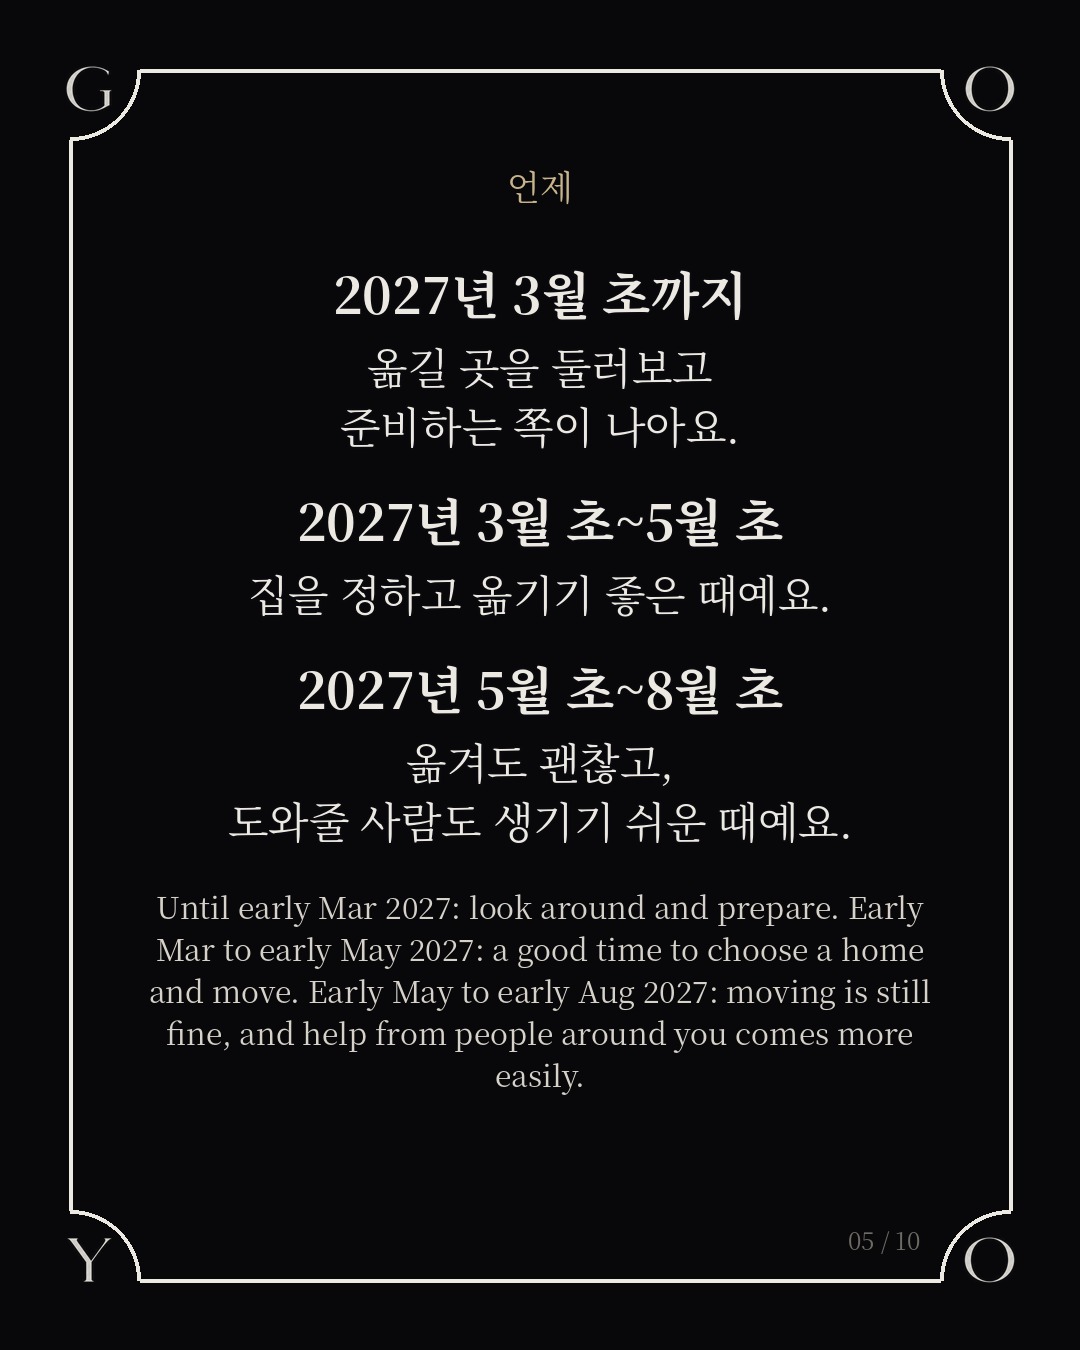 G
O
언제
2027년 3월 초까지
옮길 곳을 둘러보고
준비하는 쪽이 나아요.
2027년 3월 초~5월 초
집을 정하고 옮기기 좋은 때예요.
2027년 5월 초~8월 초
옮겨도 괜찮고,
도와줄 사람도 생기기 쉬운 때예요.
Until early Mar 2027: look around and prepare. Early
Mar to early May 2027: a good time to choose a home
and move. Early May to early Aug 2027: moving is still
fine, and help from people around you comes more
easily.
05 / 10
Y
O